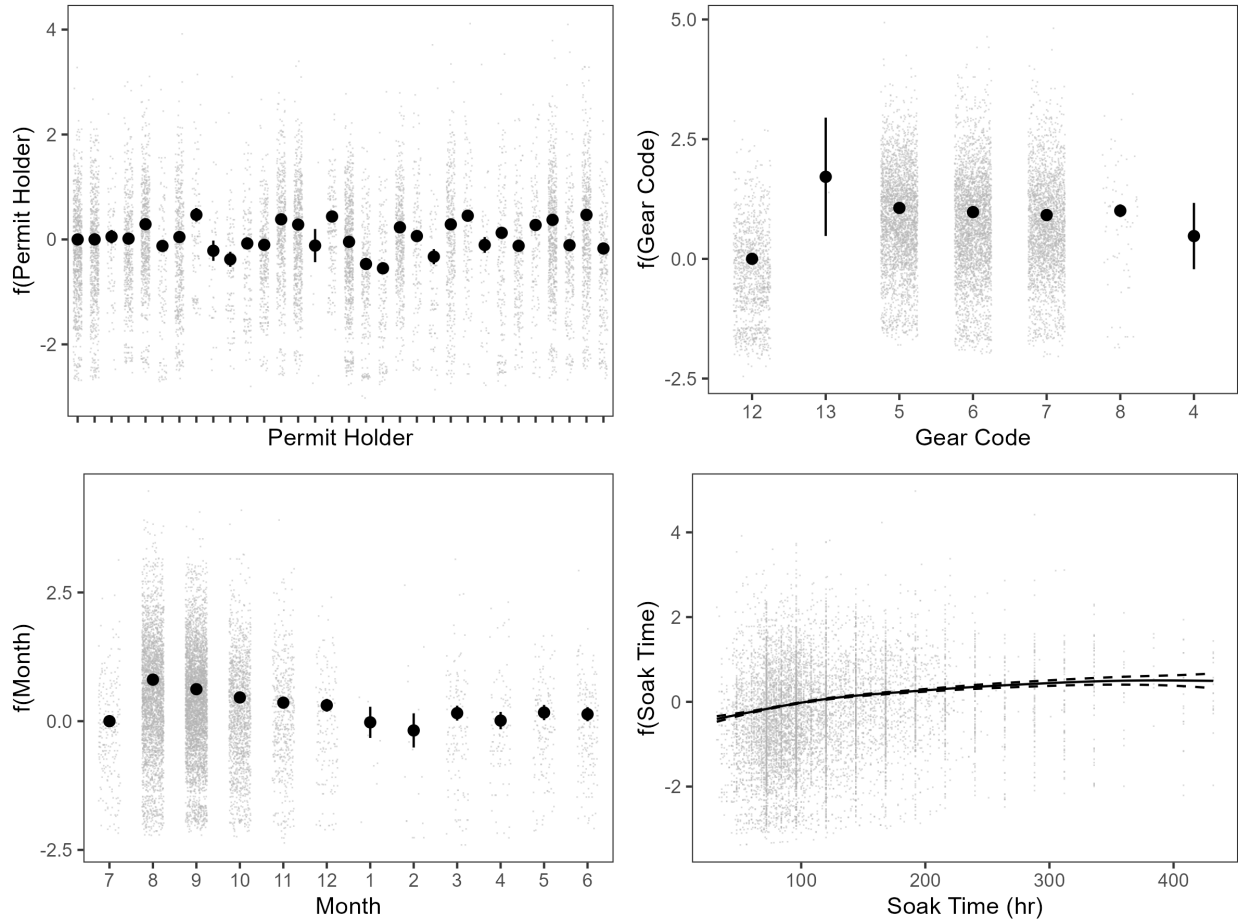 f(Permit Holder)
4
2
0
-2
Permit Holder
f(Gear Code)
5.0
2.5
0.0
-2.5
12 13 5 6 7 8 4
Gear Code
f(Month)
2.5
0.0
-2.5
7 8 9 10 11 12 1 2 3 4 5 6
Month
f(Soak Time)
4
2
0
-2
100 200 300 400
Soak Time (hr)